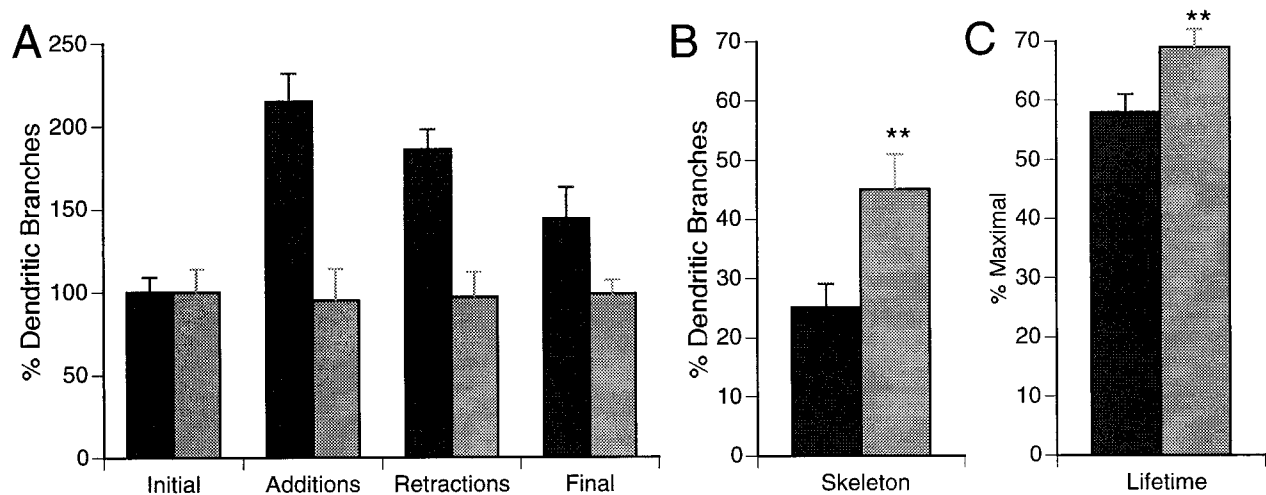 A
% Dendritic Branches
250
200
150
100
50
0
Initial Additions Retractions Final
B
% Dendritic Branches
70
60
50
40
30
20
10
0
**
Skeleton
C
% Maximal
70
60
50
40
30
20
10
0
**
Lifetime